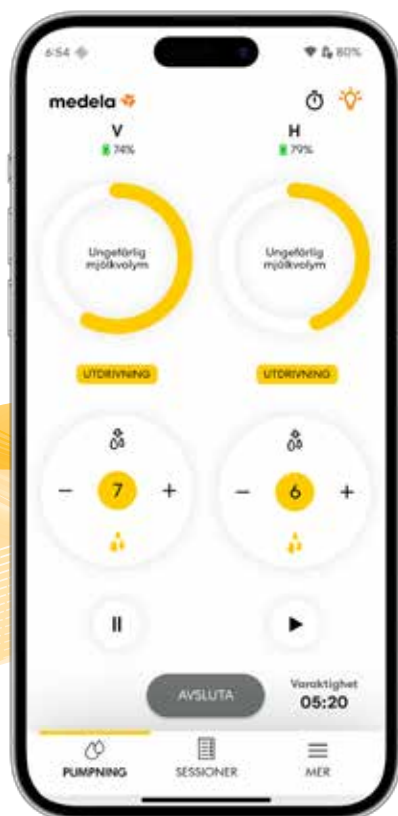 6:54
80%
medela
V
74%
H
79%
Ungefärlig
mjölkvolym
Ungefärlig
mjölkvolym
UTDRIVNING
UTDRIVNING
− 7 +
− 6 +
AVSLUTA
Varaktighet
05:20
PUMPNING
SESSIONER
MER